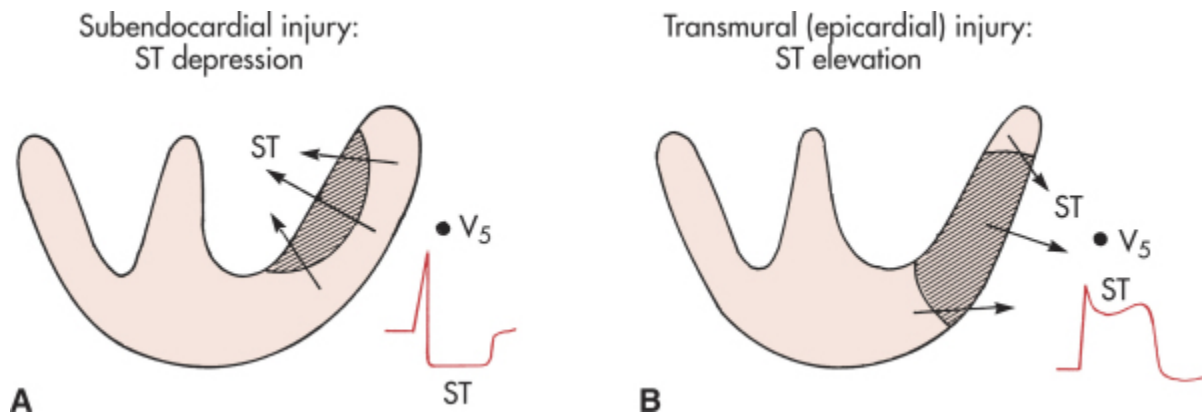 Subendocardial injury:
ST depression
ST
V5
ST
A
Transmural (epicardial) injury:
ST elevation
ST
V5
ST
B